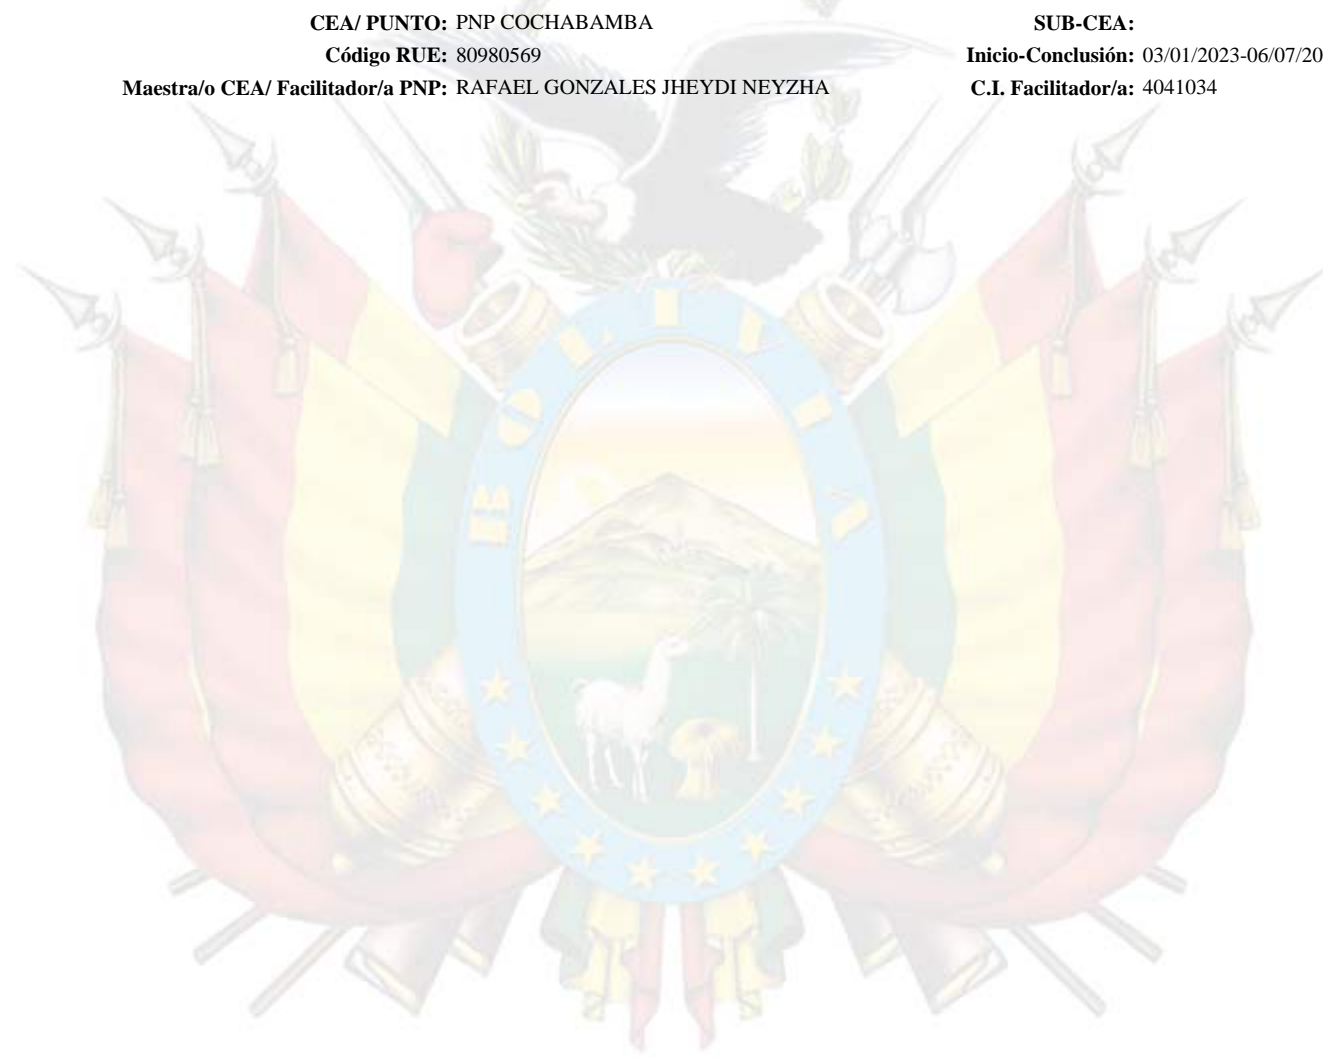 CEA/ PUNTO: PNP COCHABAMBA SUB-CEA:
Código RUE: 80980569 Inicio-Conclusión: 03/01/2023-06/07/20
Maestra/o CEA/ Facilitador/a PNP: RAFAEL GONZALES JHEYDI NEYZHA C.I. Facilitador/a: 4041034
BOLIVIA